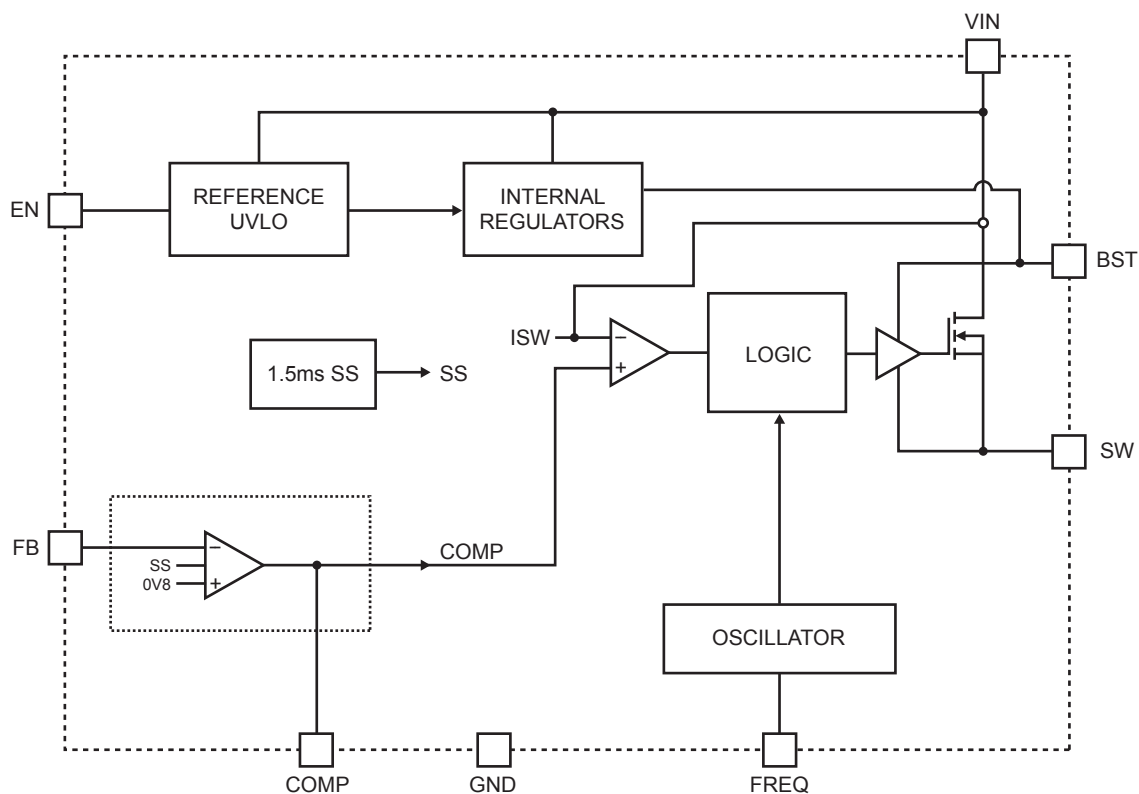 VIN
EN
REFERENCE
UVLO
INTERNAL
REGULATORS
BST
ISW
−
+
LOGIC
1.5ms SS
SS
SW
FB
−
SS
0V8
+
COMP
OSCILLATOR
COMP
GND
FREQ